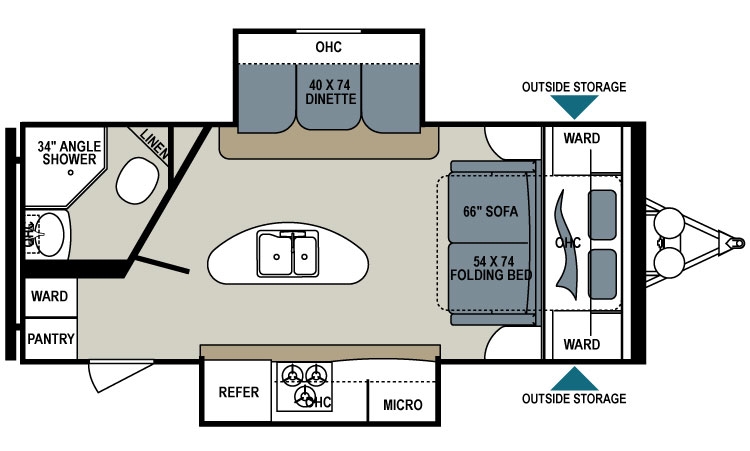 OHC
40 X 74
DINETTE
OUTSIDE STORAGE
34" ANGLE
SHOWER
LINEN
WARD
66" SOFA
OHC
OHC
54 X 74
FOLDING BED
WARD
PANTRY
WARD
REFER
OHC
MICRO
OUTSIDE STORAGE